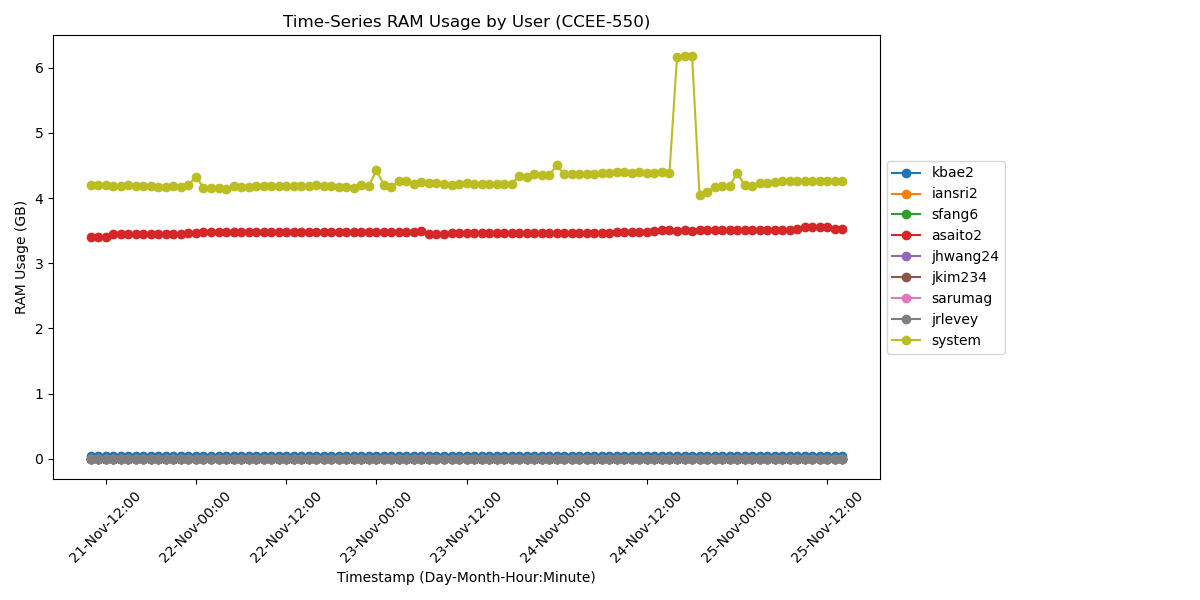 Time-Series RAM Usage by User (CCEE-550)
RAM Usage (GB)
6
5
4
3
2
1
0
21-Nov-12:00
22-Nov-00:00
22-Nov-12:00
23-Nov-00:00
23-Nov-12:00
24-Nov-00:00
24-Nov-12:00
25-Nov-00:00
25-Nov-12:00
Timestamp (Day-Month-Hour:Minute)
kbae2
iansri2
sfang6
asaito2
jhwang24
jkim234
sarumag
jrlevey
system